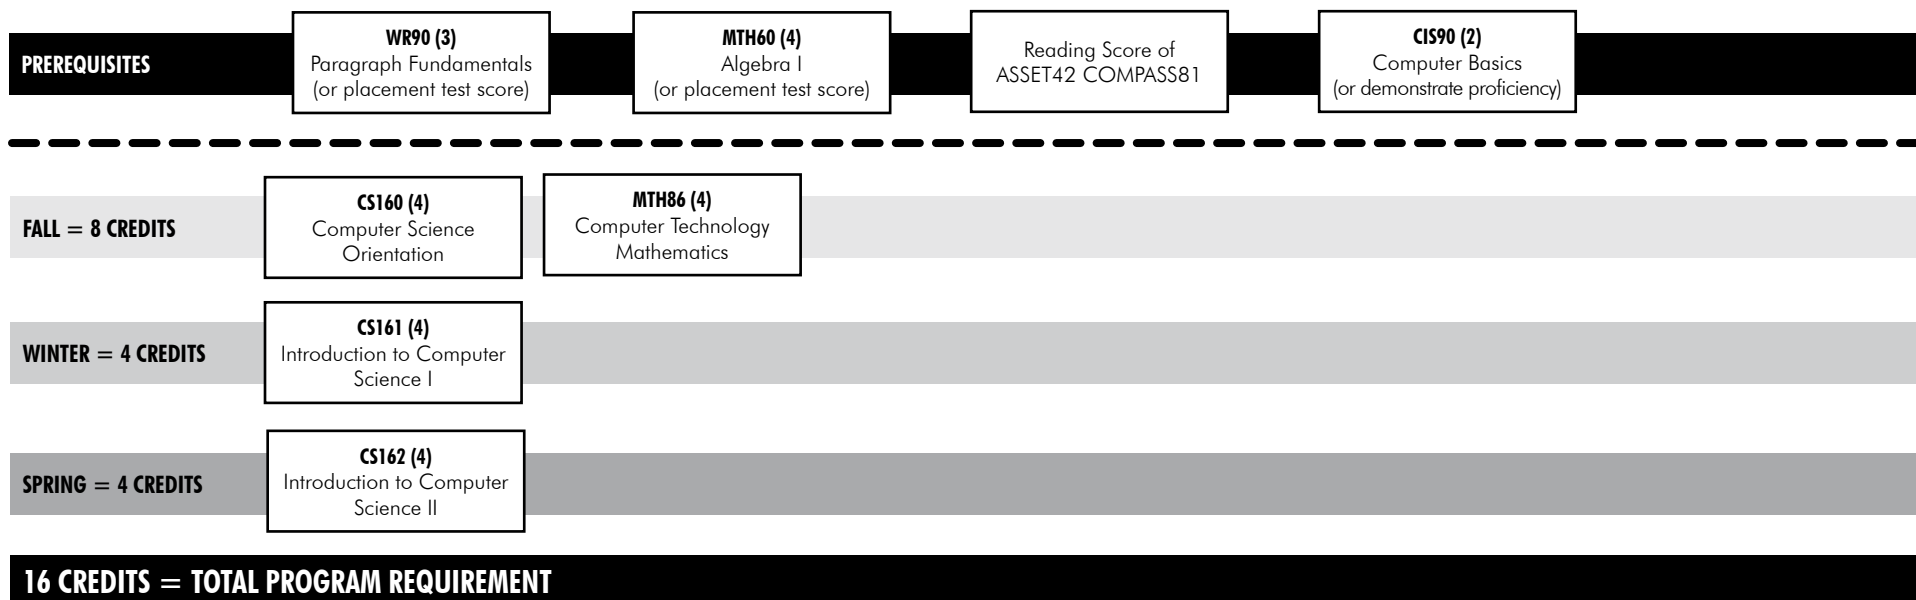 PREREQUISITES
WR90 (3)
Paragraph Fundamentals
(or placement test score)
MTH60 (4)
Algebra I
(or placement test score)
Reading Score of
ASSET42 COMPASS81
CIS90 (2)
Computer Basics
(or demonstrate proficiency)
FALL = 8 CREDITS
CS160 (4)
Computer Science
Orientation
MTH86 (4)
Computer Technology
Mathematics
WINTER = 4 CREDITS
CS161 (4)
Introduction to Computer
Science I
SPRING = 4 CREDITS
CS162 (4)
Introduction to Computer
Science II
16 CREDITS = TOTAL PROGRAM REQUIREMENT